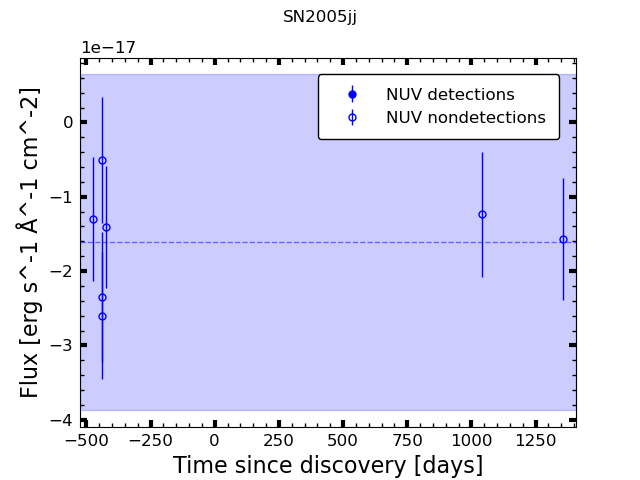 SN2005jj
1e−17
NUV detections
NUV nondetections
0
−1
−2
−3
−4
Flux [erg s^-1 Å^-1 cm^-2]
−500 −250 0 250 500 750 1000 1250
Time since discovery [days]